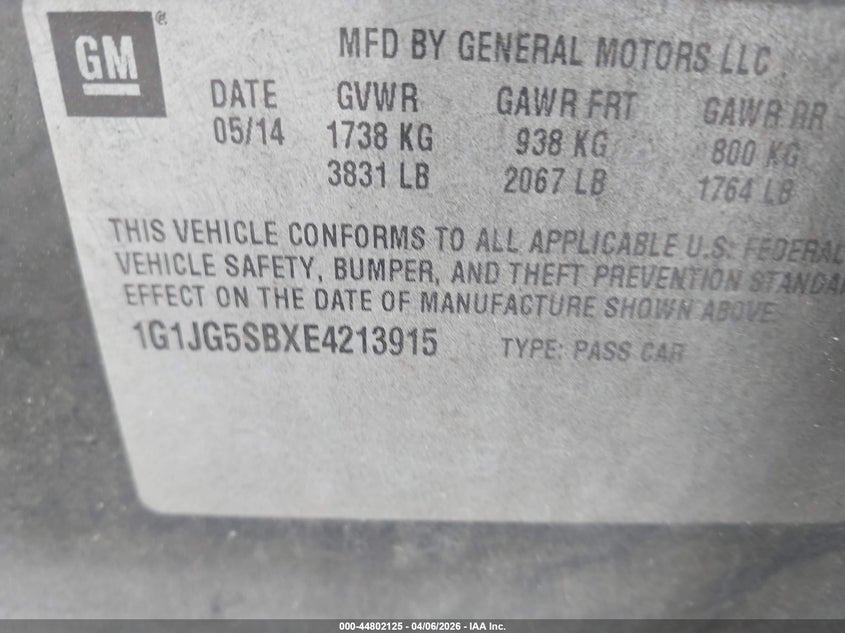 GM®
MFD BY GENERAL MOTORS LLC
DATE GVWR GAWR FRT GAWR RR
05/14 1738 KG 938 KG 800 KG
3831 LB 2067 LB 1764 LB
THIS VEHICLE CONFORMS TO ALL APPLICABLE U.S. FEDERAL
VEHICLE SAFETY, BUMPER, AND THEFT PREVENTION STANDAR
EFFECT ON THE DATE OF MANUFACTURE SHOWN ABOVE
1G1JG5SBXE4213915 TYPE: PASS CAR
000-44802125 - 04/06/2026 - IAA Inc.